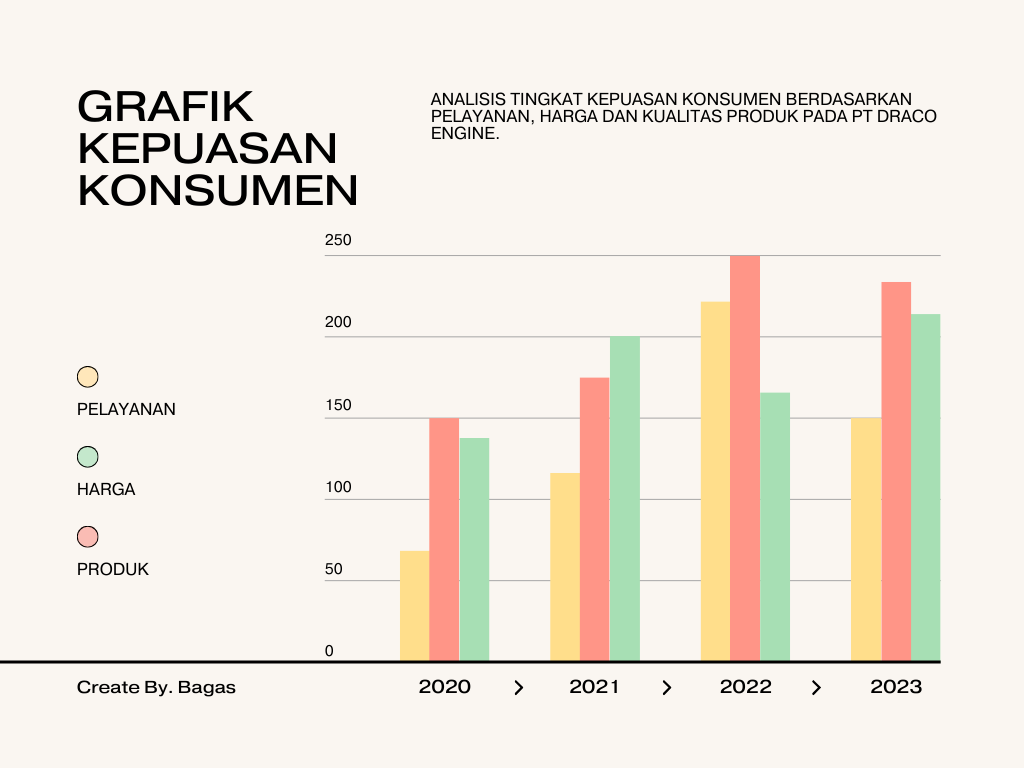 GRAFIK
KEPUASAN
KONSUMEN
ANALISIS TINGKAT KEPUASAN KONSUMEN BERDASARKAN
PELAYANAN, HARGA DAN KUALITAS PRODUK PADA PT DRACO
ENGINE.
250
200
150
100
50
0
PELAYANAN
HARGA
PRODUK
Create By. Bagas
2020 > 2021 > 2022 > 2023